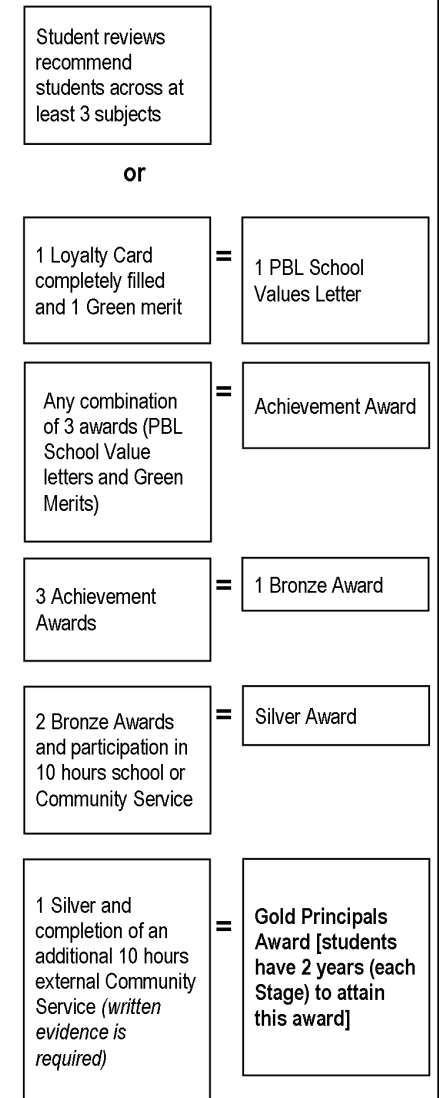 Student reviews
recommend
students across at
least 3 subjects
or
1 Loyalty Card
completely filled
and 1 Green merit
=
1 PBL School
Values Letter
Any combination
of 3 awards (PBL
School Value
letters and Green
Merits)
=
Achievement Award
3 Achievement
Awards
=
1 Bronze Award
2 Bronze Awards
and participation in
10 hours school or
Community Service
=
Silver Award
1 Silver and
completion of an
additional 10 hours
external Community
Service (written
evidence is
required)
=
Gold Principals
Award [students
have 2 years (each
Stage) to attain
this award]